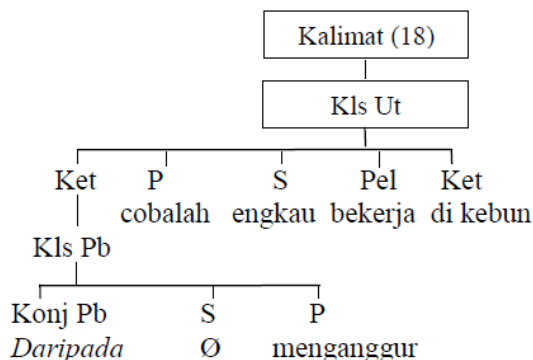 Kalimat (18)
Kls Ut
Ket P S Pel Ket
cobalah engkau bekerja di kebun
Kls Pb
Konj Pb S P
Daripada Ø menganggur